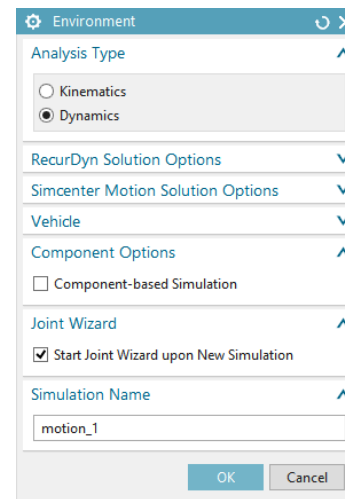 Environment
Analysis Type
Kinematics
Dynamics
RecurDyn Solution Options
Simcenter Motion Solution Options
Vehicle
Component Options
Component-based Simulation
Joint Wizard
Start Joint Wizard upon New Simulation
Simulation Name
motion_1
OK Cancel